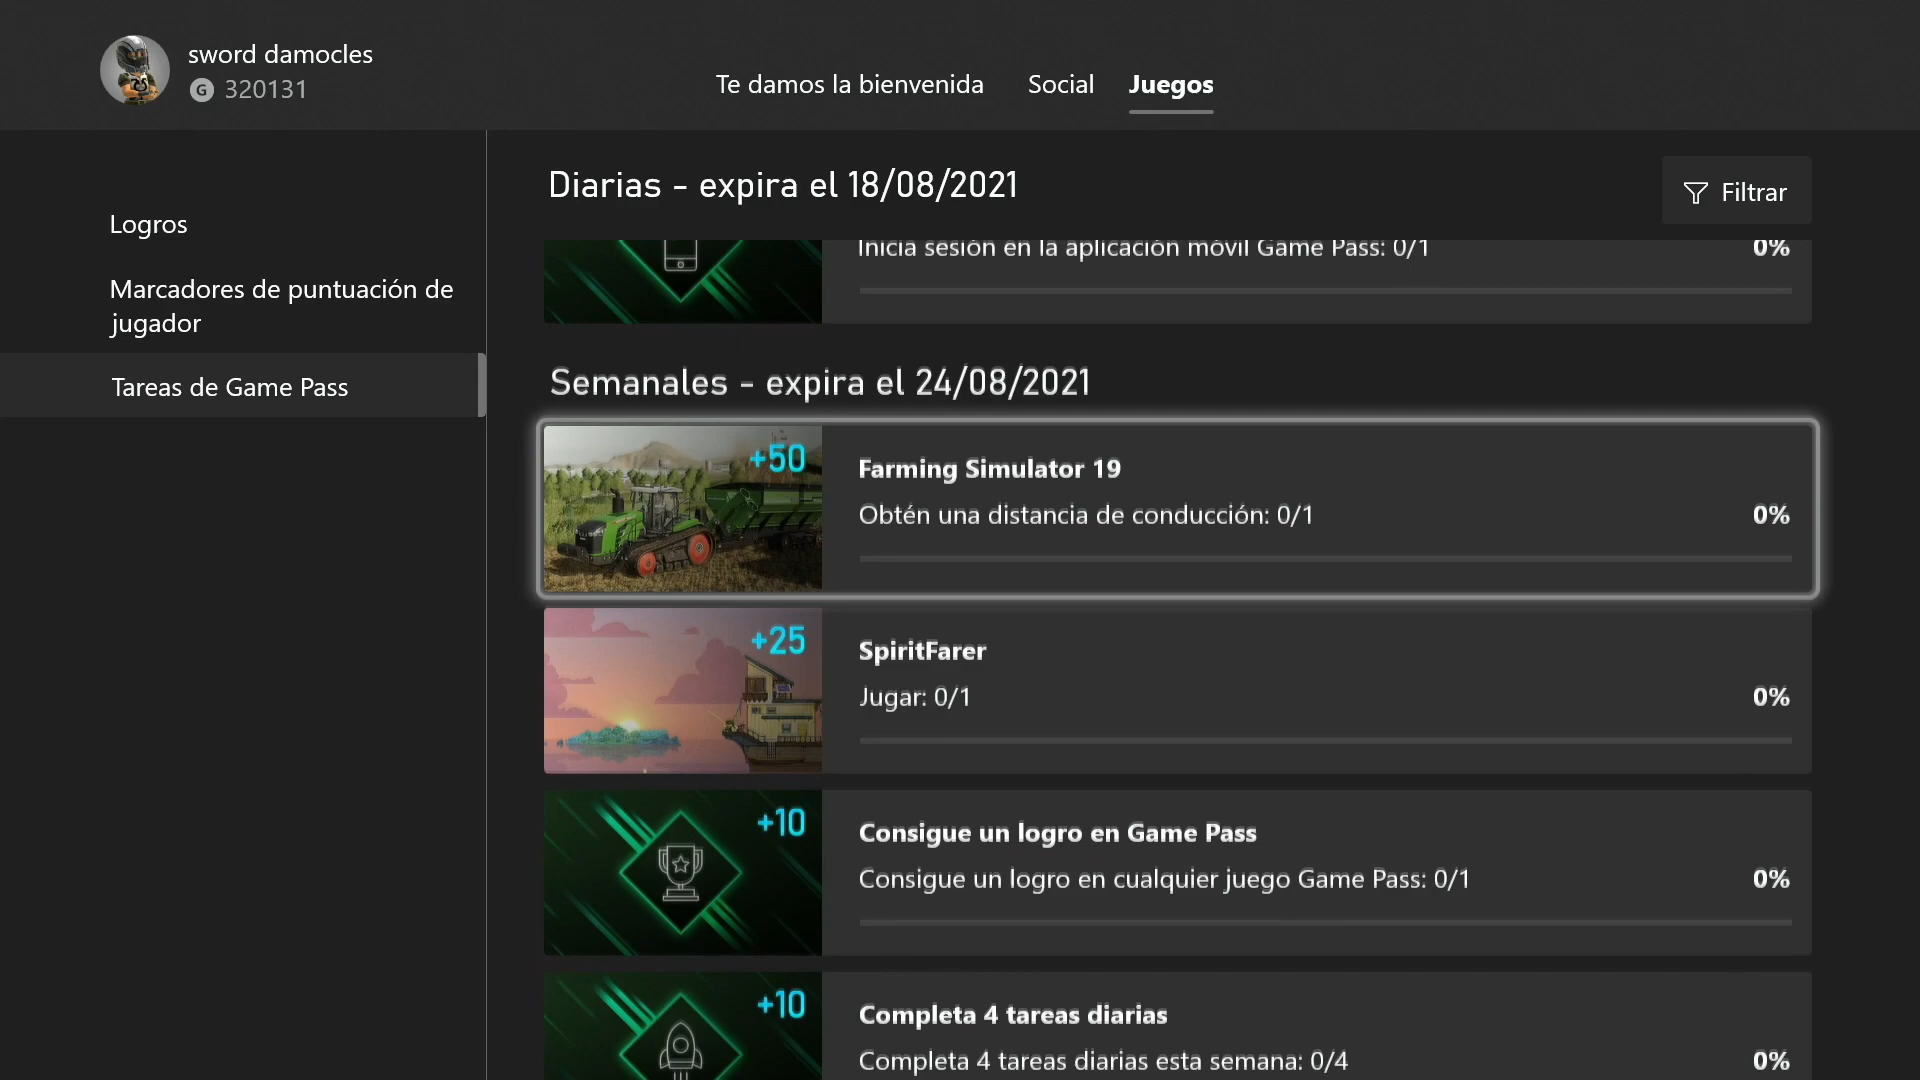 sword damocles
G 320131
Te damos la bienvenida
Social
Juegos
Logros
Marcadores de puntuación de
jugador
Tareas de Game Pass
Diarias - expira el 18/08/2021
Filtrar
Inicia sesión en la aplicación móvil Game Pass: 0/1
0%
Semanales - expira el 24/08/2021
+50
Farming Simulator 19
Obtén una distancia de conducción: 0/1
0%
+25
SpiritFarer
Jugar: 0/1
0%
+10
Consigue un logro en Game Pass
Consigue un logro en cualquier juego Game Pass: 0/1
0%
+10
Completa 4 tareas diarias
Completa 4 tareas diarias esta semana: 0/4
0%